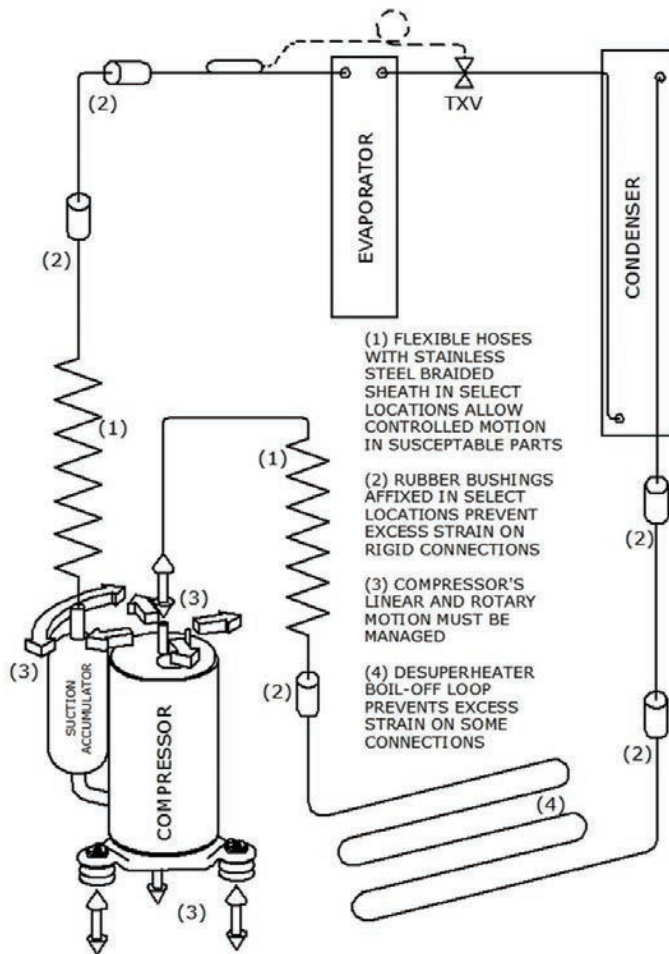 (2)
TXV
(2)
EVAPORATOR
CONDENSER
(1) FLEXIBLE HOSES
WITH STAINLESS
STEEL BRAIDED
SHEATH IN SELECT
LOCATIONS ALLOW
CONTROLLED MOTION
IN SUSCEPTABLE PARTS
(1)
(1)
(2) RUBBER BUSHINGS
AFFIXED IN SELECT
LOCATIONS PREVENT
EXCESS STRAIN ON
RIGID CONNECTIONS
(2)
(3) COMPRESSOR'S
LINEAR AND ROTARY
MOTION MUST BE
MANAGED
(3)
(3)
(2)
(4) DESUPERHEATER
BOIL-OFF LOOP
PREVENTS EXCESS
STRAIN ON SOME
CONNECTIONS
(2)
SUCTION
ACCUMULATOR
COMPRESSOR
(4)
(3)